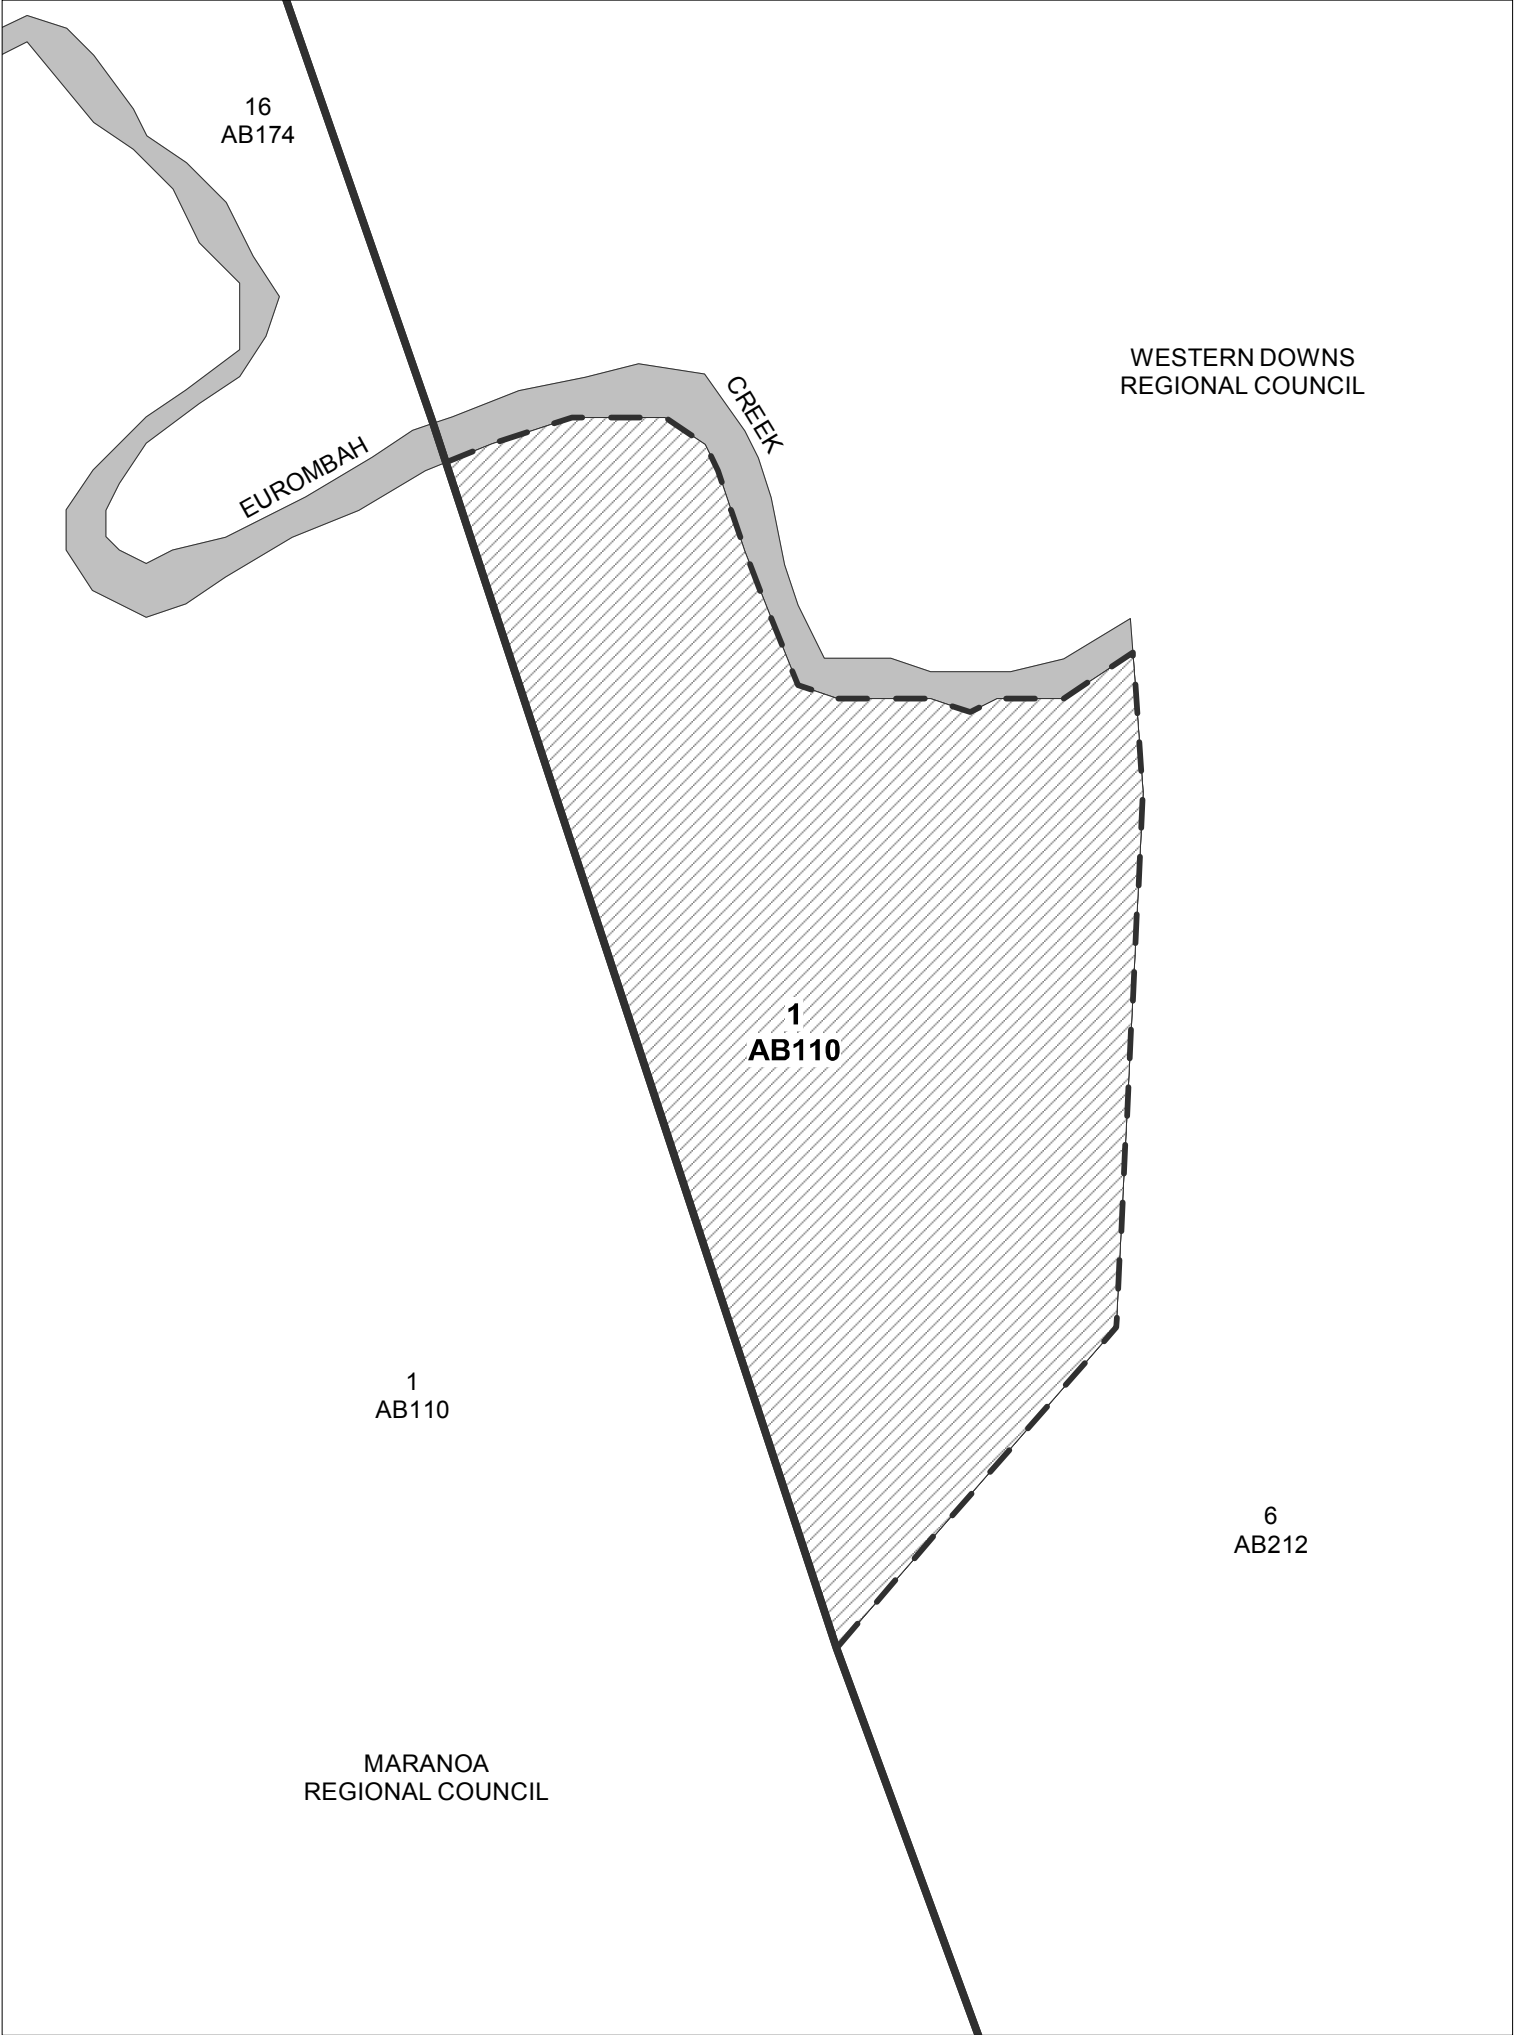 16
AB174
WESTERN DOWNS
REGIONAL COUNCIL
CREEK
EUROMBAH
1
AB110
1
AB110
6
AB212
MARANOA
REGIONAL COUNCIL